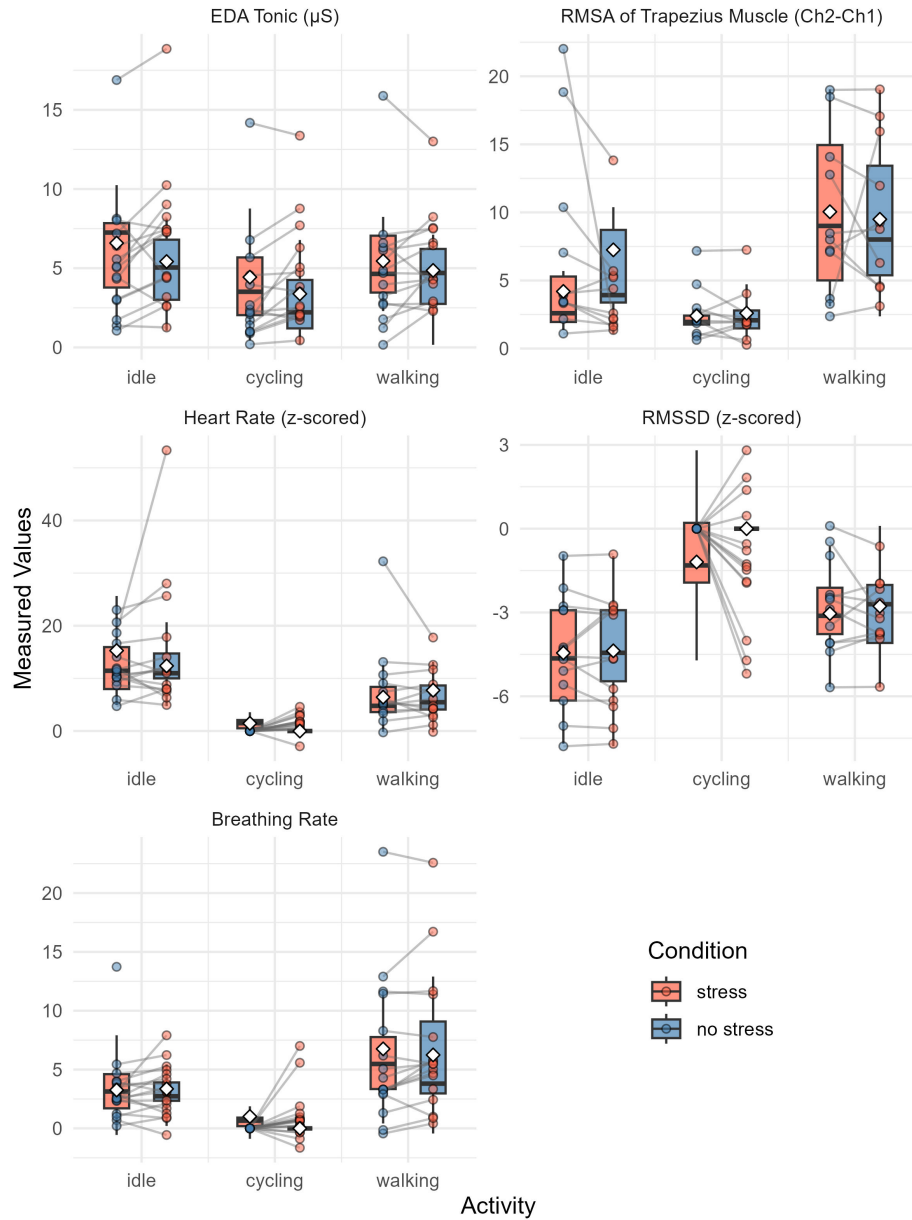 EDA Tonic (µS)
RMSA of Trapezius Muscle (Ch2-Ch1)
15
10
5
0
idle
cycling
walking
20
15
10
5
0
idle
cycling
walking
Heart Rate (z-scored)
RMSSD (z-scored)
40
20
0
idle
cycling
walking
3
0
-3
-6
idle
cycling
walking
Measured Values
Breathing Rate
20
15
10
5
0
idle
cycling
walking
Activity
Condition
stress
no stress